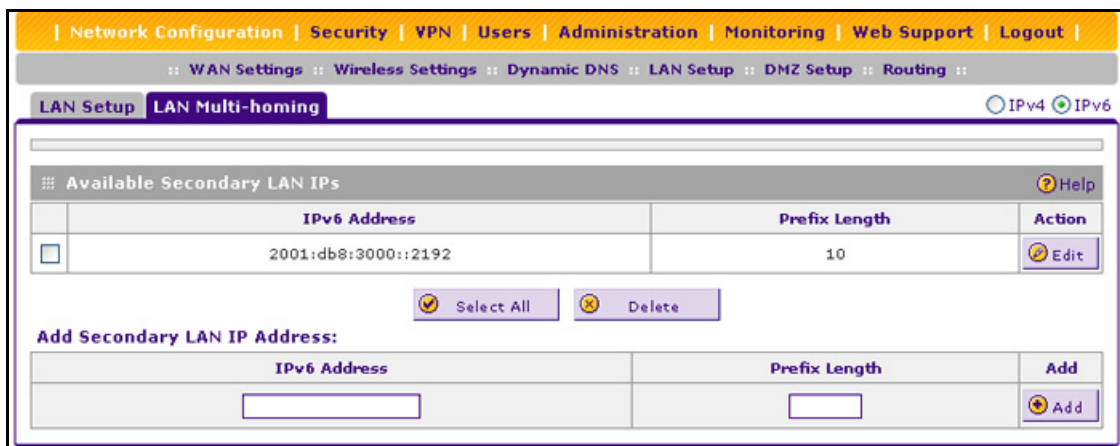 | Network Configuration | Security | VPN | Users | Administration | Monitoring | Web Support | Logout |
:: WAN Settings :: Wireless Settings :: Dynamic DNS :: LAN Setup :: DMZ Setup :: Routing ::
LAN Setup LAN Multi-homing IPv4 IPv6
Available Secondary LAN IPs Help
IPv6 Address Prefix Length Action
2001:db8:3000::2192 10 Edit
Select All Delete
Add Secondary LAN IP Address:
IPv6 Address Prefix Length Add
Add